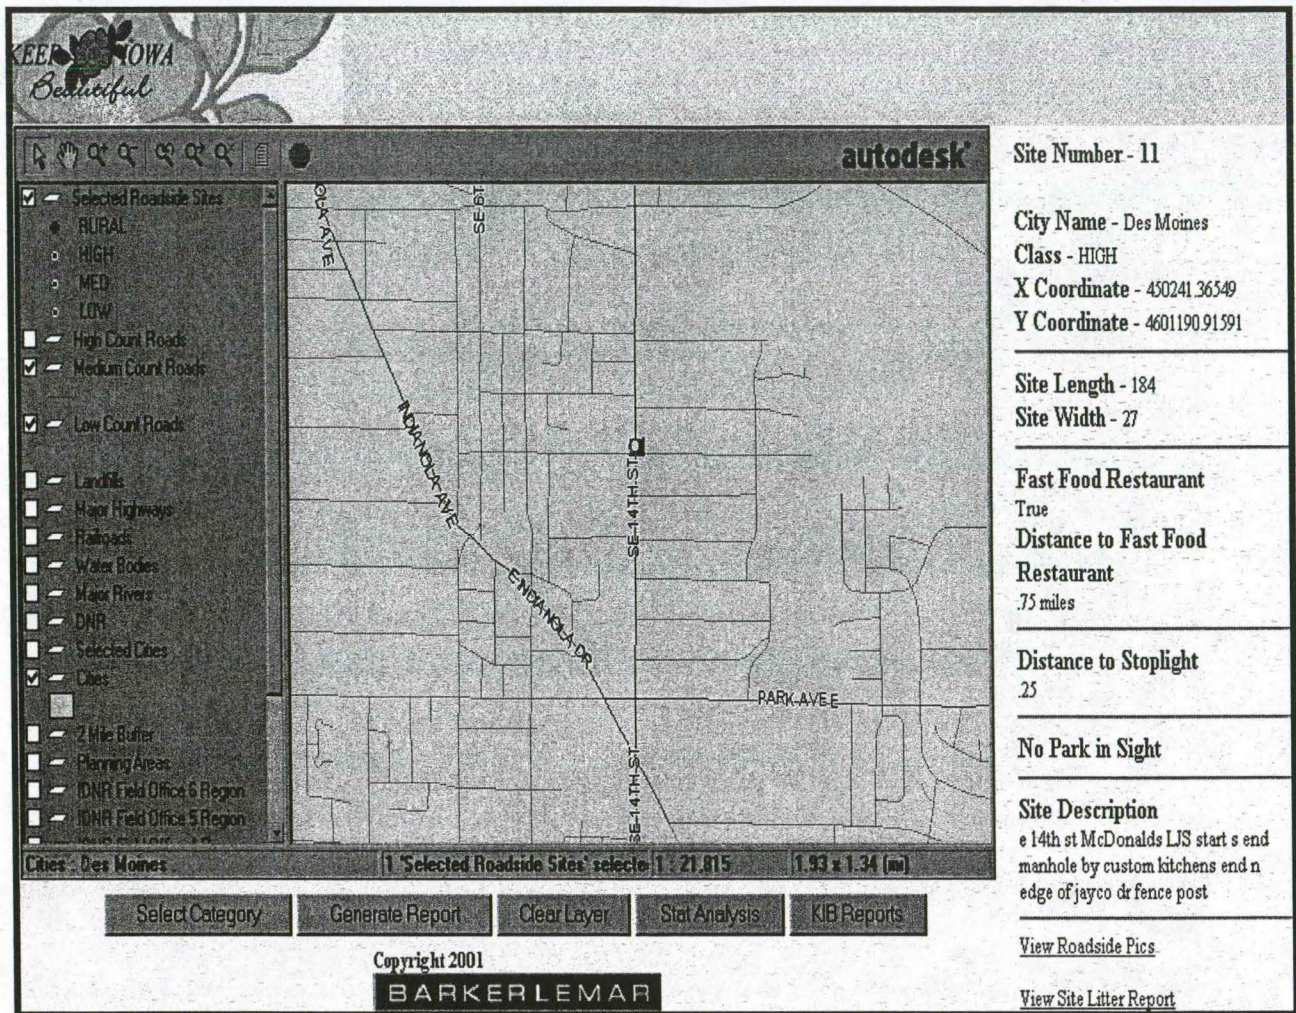 KEEP IOWA
Beautiful
autodesk
Selected Roadside Sites
RURAL
HIGH
MED
LOW
High Count Roads
Medium Count Roads
Low Count Roads
Landfills
Major Highways
Railroads
Water Bodies
Major Rivers
DNR
Selected Cities
Cities
2 Mile Buffer
Planning Areas
IDNR Field Office 6 Region
IDNR Field Office 5 Region
OLA AVE
SE 6T
INDIANOLA AVE
SE 14TH ST
E INDIANOLA DR
PARK AVE E
SE 14TH ST
Cities : Des Moines
1 'Selected Roadside Sites' selecte
1 : 21,815
1.93 x 1.34 (mi)
Select Category
Generate Report
Clear Layer
Stat Analysis
KIB Reports
Copyright 2001
BARKER LEMAR
Site Number - 11
City Name - Des Moines
Class - HIGH
X Coordinate - 450241.36549
Y Coordinate - 4601190.91591
Site Length - 184
Site Width - 27
Fast Food Restaurant
True
Distance to Fast Food
Restaurant
.75 miles
Distance to Stoplight
.25
No Park in Sight
Site Description
e 14th st McDonalds LJS start s end
manhole by custom kitchens end n
edge of jayco dr fence post
View Roadside Pics
View Site Litter Report